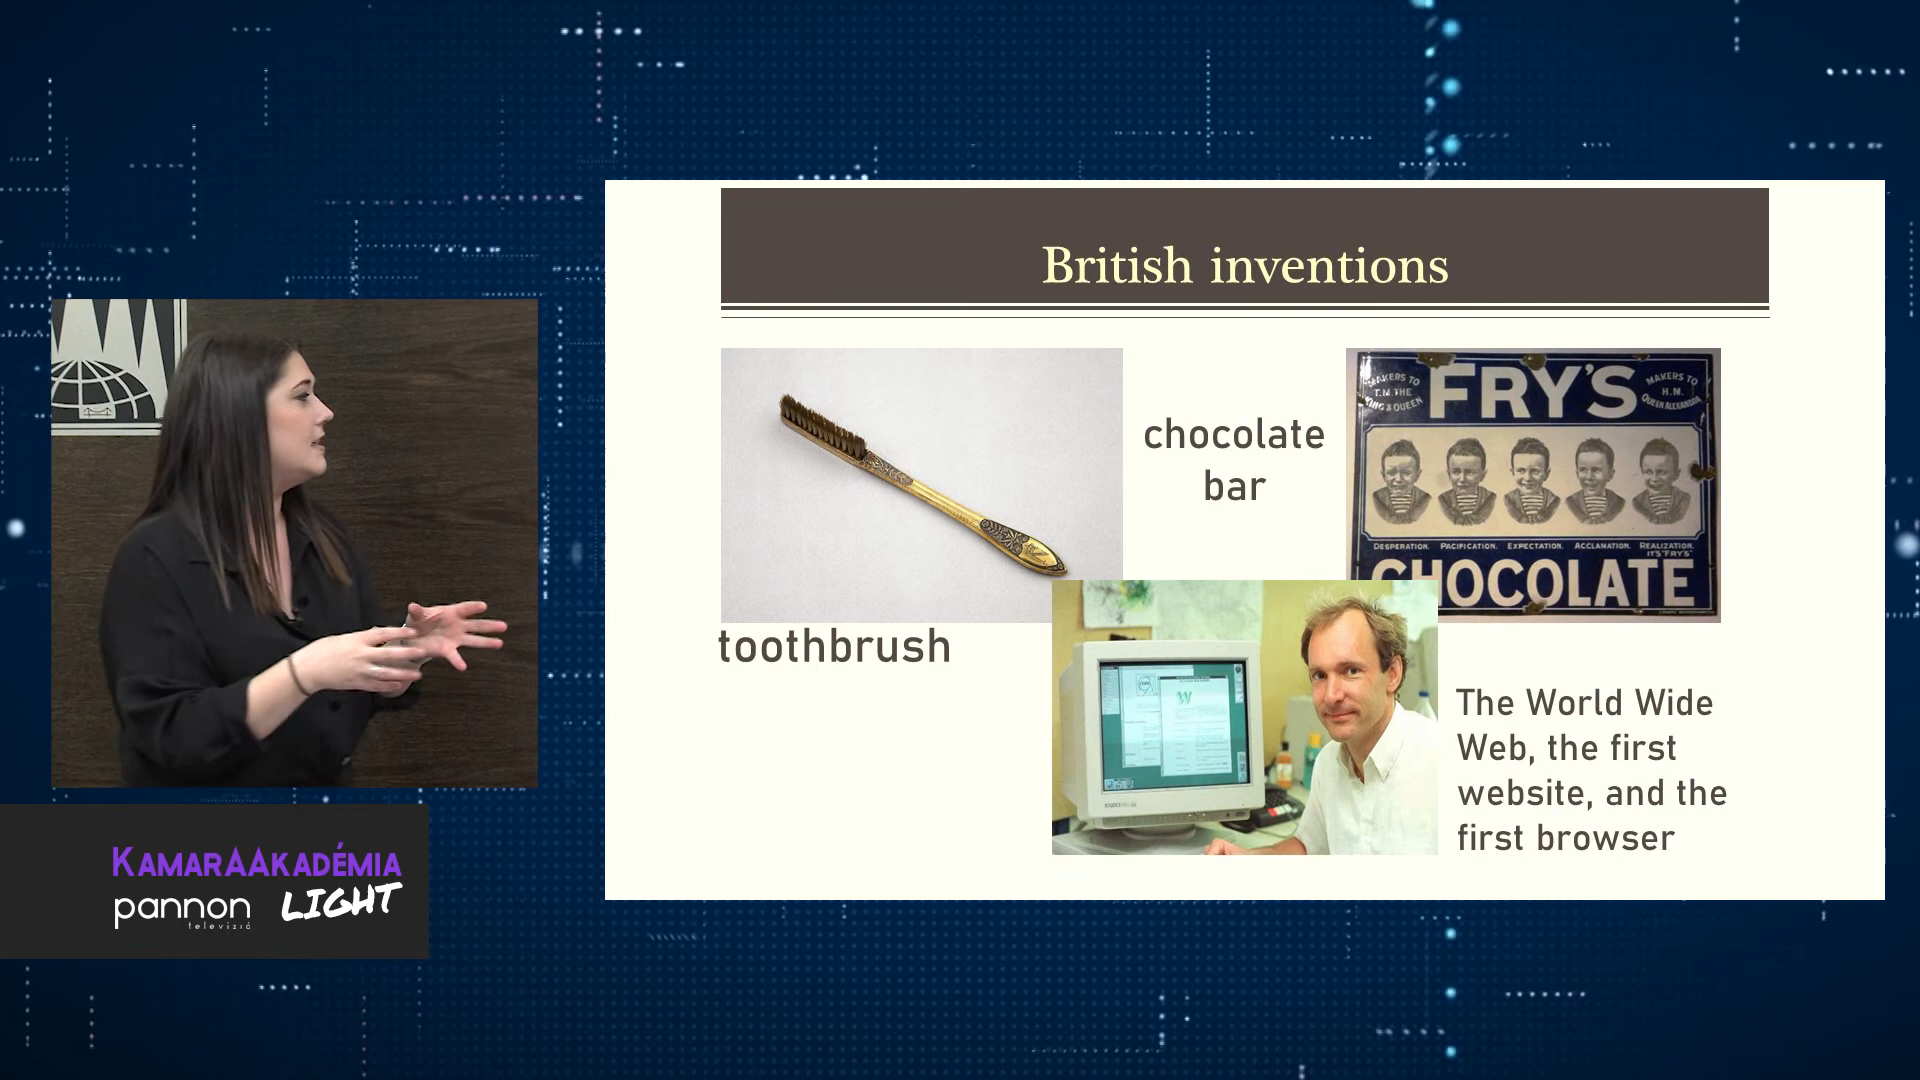 British inventions
chocolate
bar
MAKERS TO
T.M. THE
KING & QUEEN
FRY'S
MAKERS TO
H.M.
QUEEN ALEXANDRA
DESPERATION. PACIFICATION. EXPECTATION. ACCLAMATION. REALIZATION.
IT'S "FRY'S"
CHOCOLATE
toothbrush
The World Wide
Web, the first
website, and the
first browser
KAMARAAKADÉMIA
pannon LIGHT
televízió